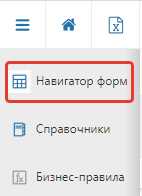 Навигатор форм
Справочники
Бизнес-правила